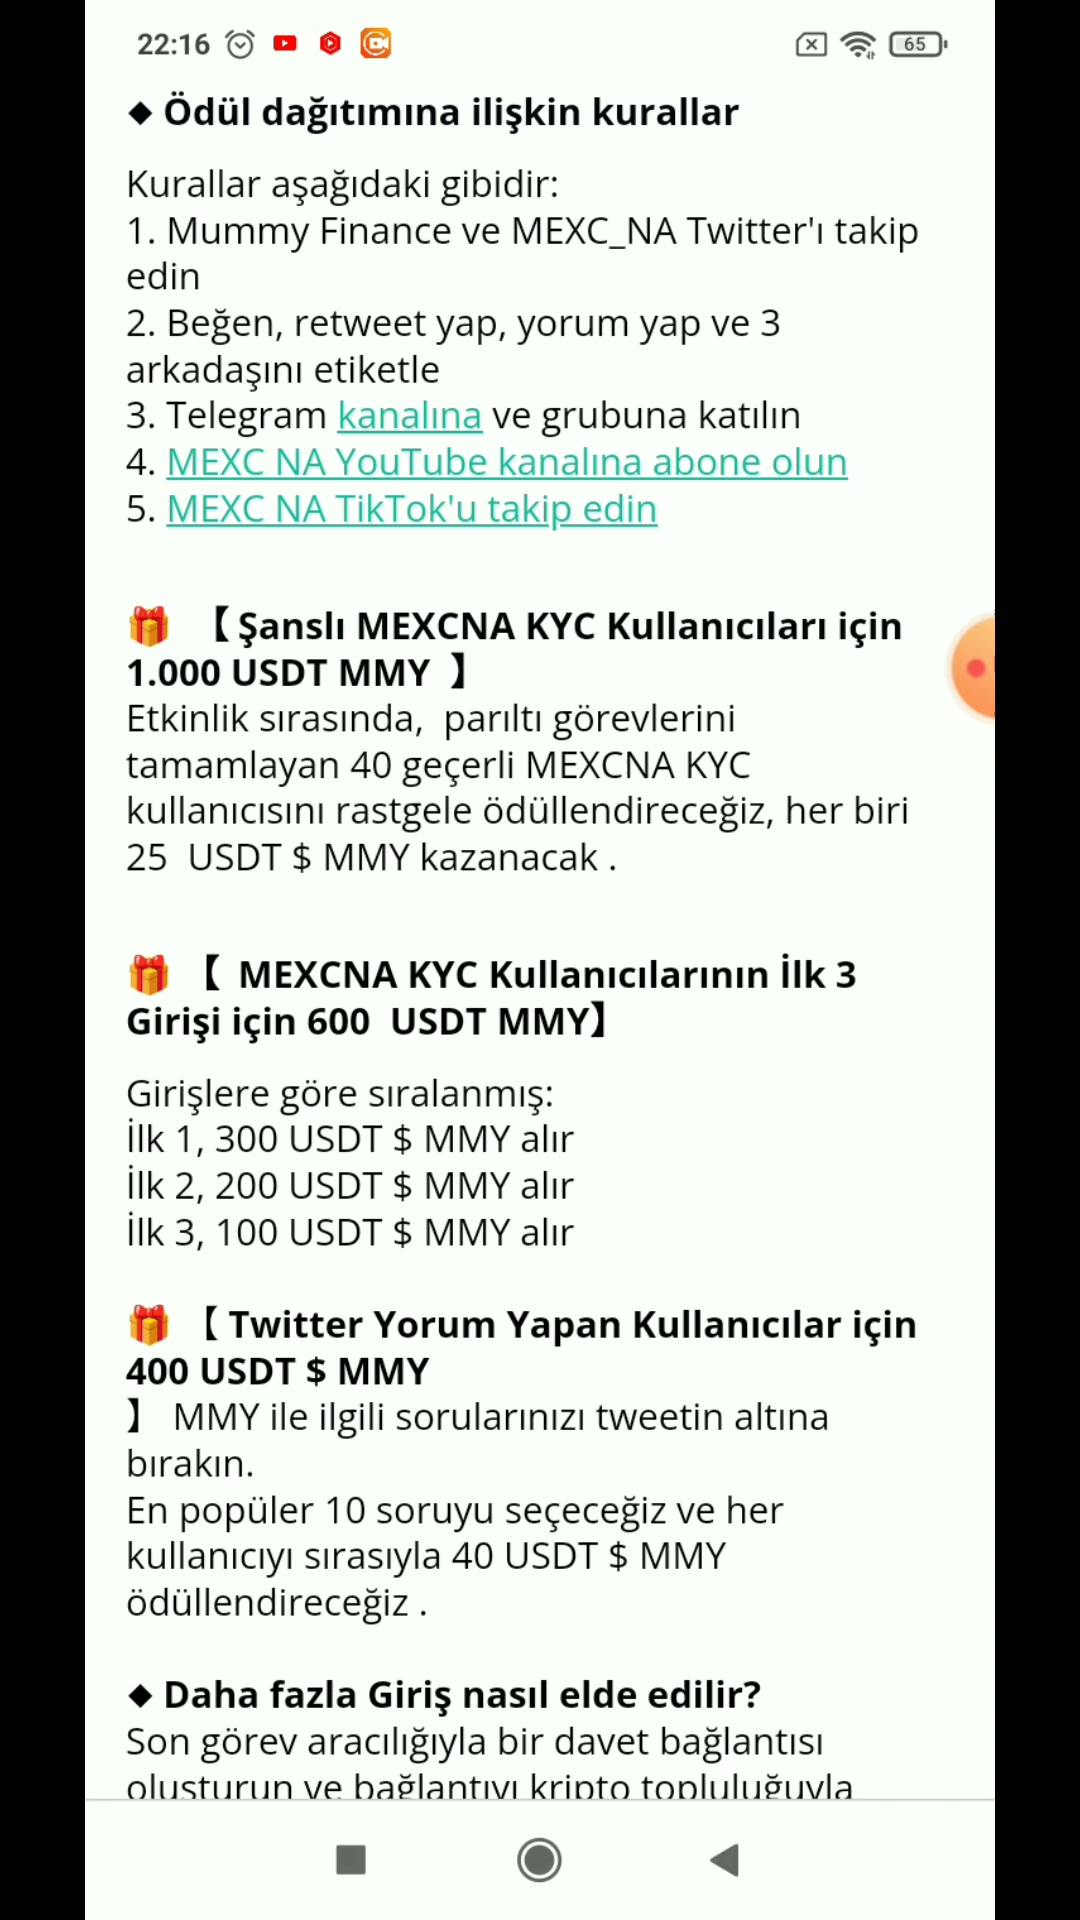 22:16
65
◆ Ödül dağıtımına ilişkin kurallar
Kurallar aşağıdaki gibidir:
1. Mummy Finance ve MEXC_NA Twitter'ı takip
edin
2. Beğen, retweet yap, yorum yap ve 3
arkadaşını etiketle
3. Telegram kanalına ve grubuna katılın
4. MEXC NA YouTube kanalına abone olun
5. MEXC NA TikTok'u takip edin
🎁 【 Şanslı MEXCNA KYC Kullanıcıları için
1.000 USDT MMY 】
Etkinlik sırasında, parıltı görevlerini
tamamlayan 40 geçerli MEXCNA KYC
kullanıcısını rastgele ödüllendireceğiz, her biri
25 USDT $ MMY kazanacak .
🎁 【 MEXCNA KYC Kullanıcılarının İlk 3
Girişi için 600 USDT MMY】
Girişlere göre sıralanmış:
İlk 1, 300 USDT $ MMY alır
İlk 2, 200 USDT $ MMY alır
İlk 3, 100 USDT $ MMY alır
🎁 【 Twitter Yorum Yapan Kullanıcılar için
400 USDT $ MMY
】 MMY ile ilgili sorularınızı tweetin altına
bırakın.
En popüler 10 soruyu seçeceğiz ve her
kullanıcıyı sırasıyla 40 USDT $ MMY
ödüllendireceğiz .
◆ Daha fazla Giriş nasıl elde edilir?
Son görev aracılığıyla bir davet bağlantısı
oluşturun ve bağlantıyı kripto topluluğuyla